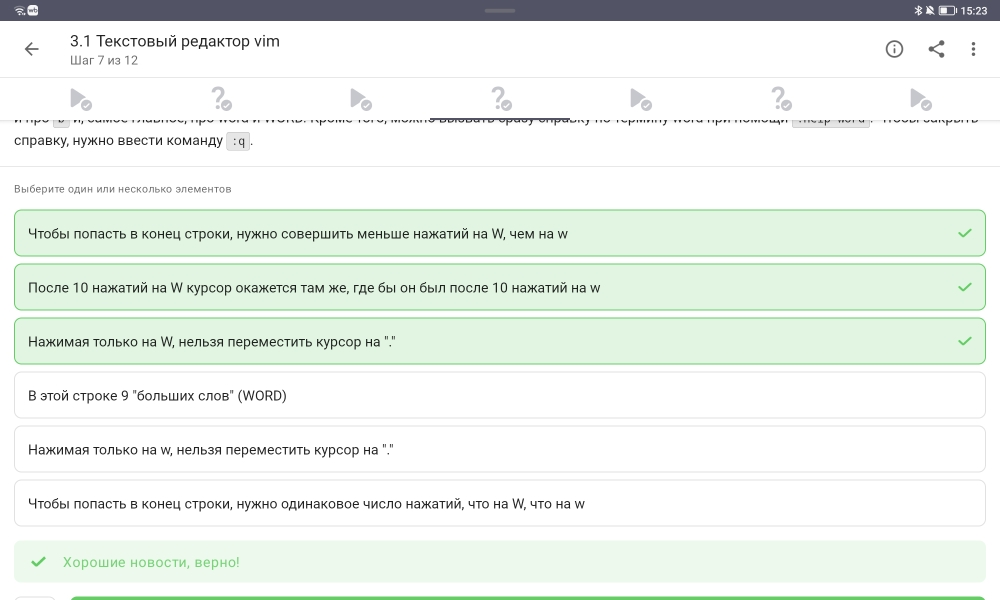 wb 15:23
3.1 Текстовый редактор vim
Шаг 7 из 12
и про b и, самое главное, про word и WORD. Кроме того, можно вызвать сразу справку по термину word при помощи :help word . Чтобы закрыть
справку, нужно ввести команду :q .
Выберите один или несколько элементов
Чтобы попасть в конец строки, нужно совершить меньше нажатий на W, чем на w
После 10 нажатий на W курсор окажется там же, где бы он был после 10 нажатий на w
Нажимая только на W, нельзя переместить курсор на "."
В этой строке 9 "больших слов" (WORD)
Нажимая только на w, нельзя переместить курсор на "."
Чтобы попасть в конец строки, нужно одинаковое число нажатий, что на W, что на w
Хорошие новости, верно!